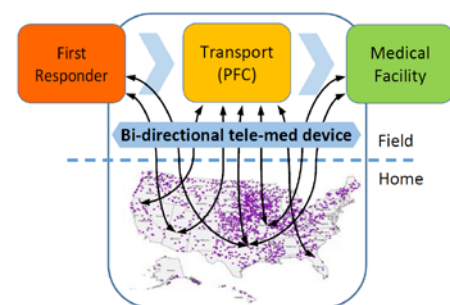 First
Responder
Transport
(PFC)
Medical
Facility
Bi-directional tele-med device
Field
Home